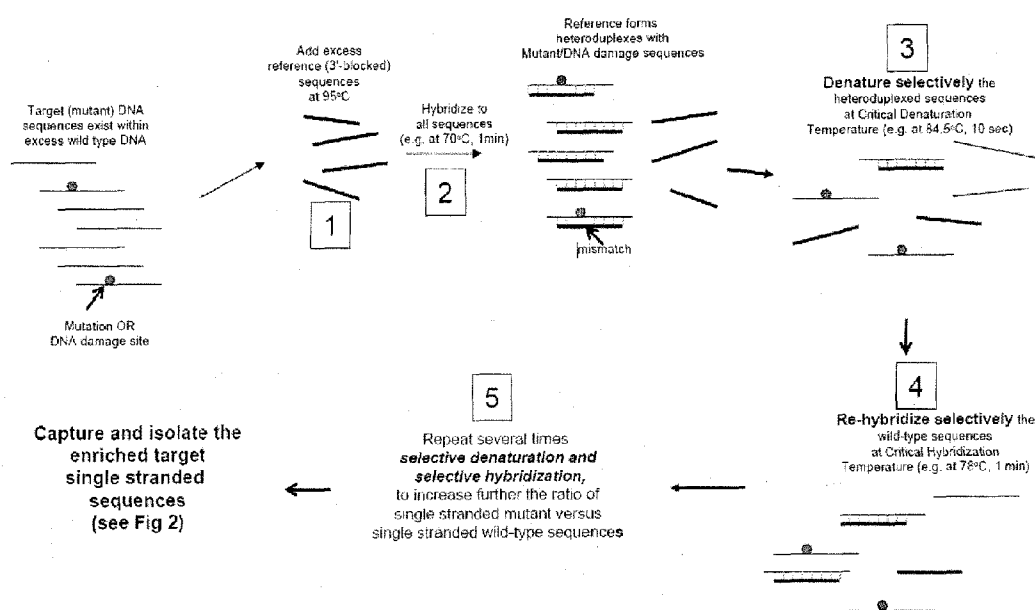 Target (mutant) DNA
sequences exist within
excess wild type DNA
Mutation OR
DNA damage site
Add excess
reference (3'-blocked)
sequences
at 95ºC
1
Hybridize to
all sequences
(e.g. at 70ºC, 1min)
2
Reference forms
heteroduplexes with
Mutant/DNA damage sequences
mismatch
3
Denature selectively the
heteroduplexed sequences
at Critical Denaturation
Temperature (e.g. at 84.5ºC, 10 sec)
4
Re-hybridize selectively the
wild-type sequences
at Critical Hybridization
Temperature (e.g. at 78ºC, 1 min)
5
Repeat several times
selective denaturation and
selective hybridization,
to increase further the ratio of
single stranded mutant versus
single stranded wild-type sequences
Capture and isolate the
enriched target
single stranded
sequences
(see Fig 2)